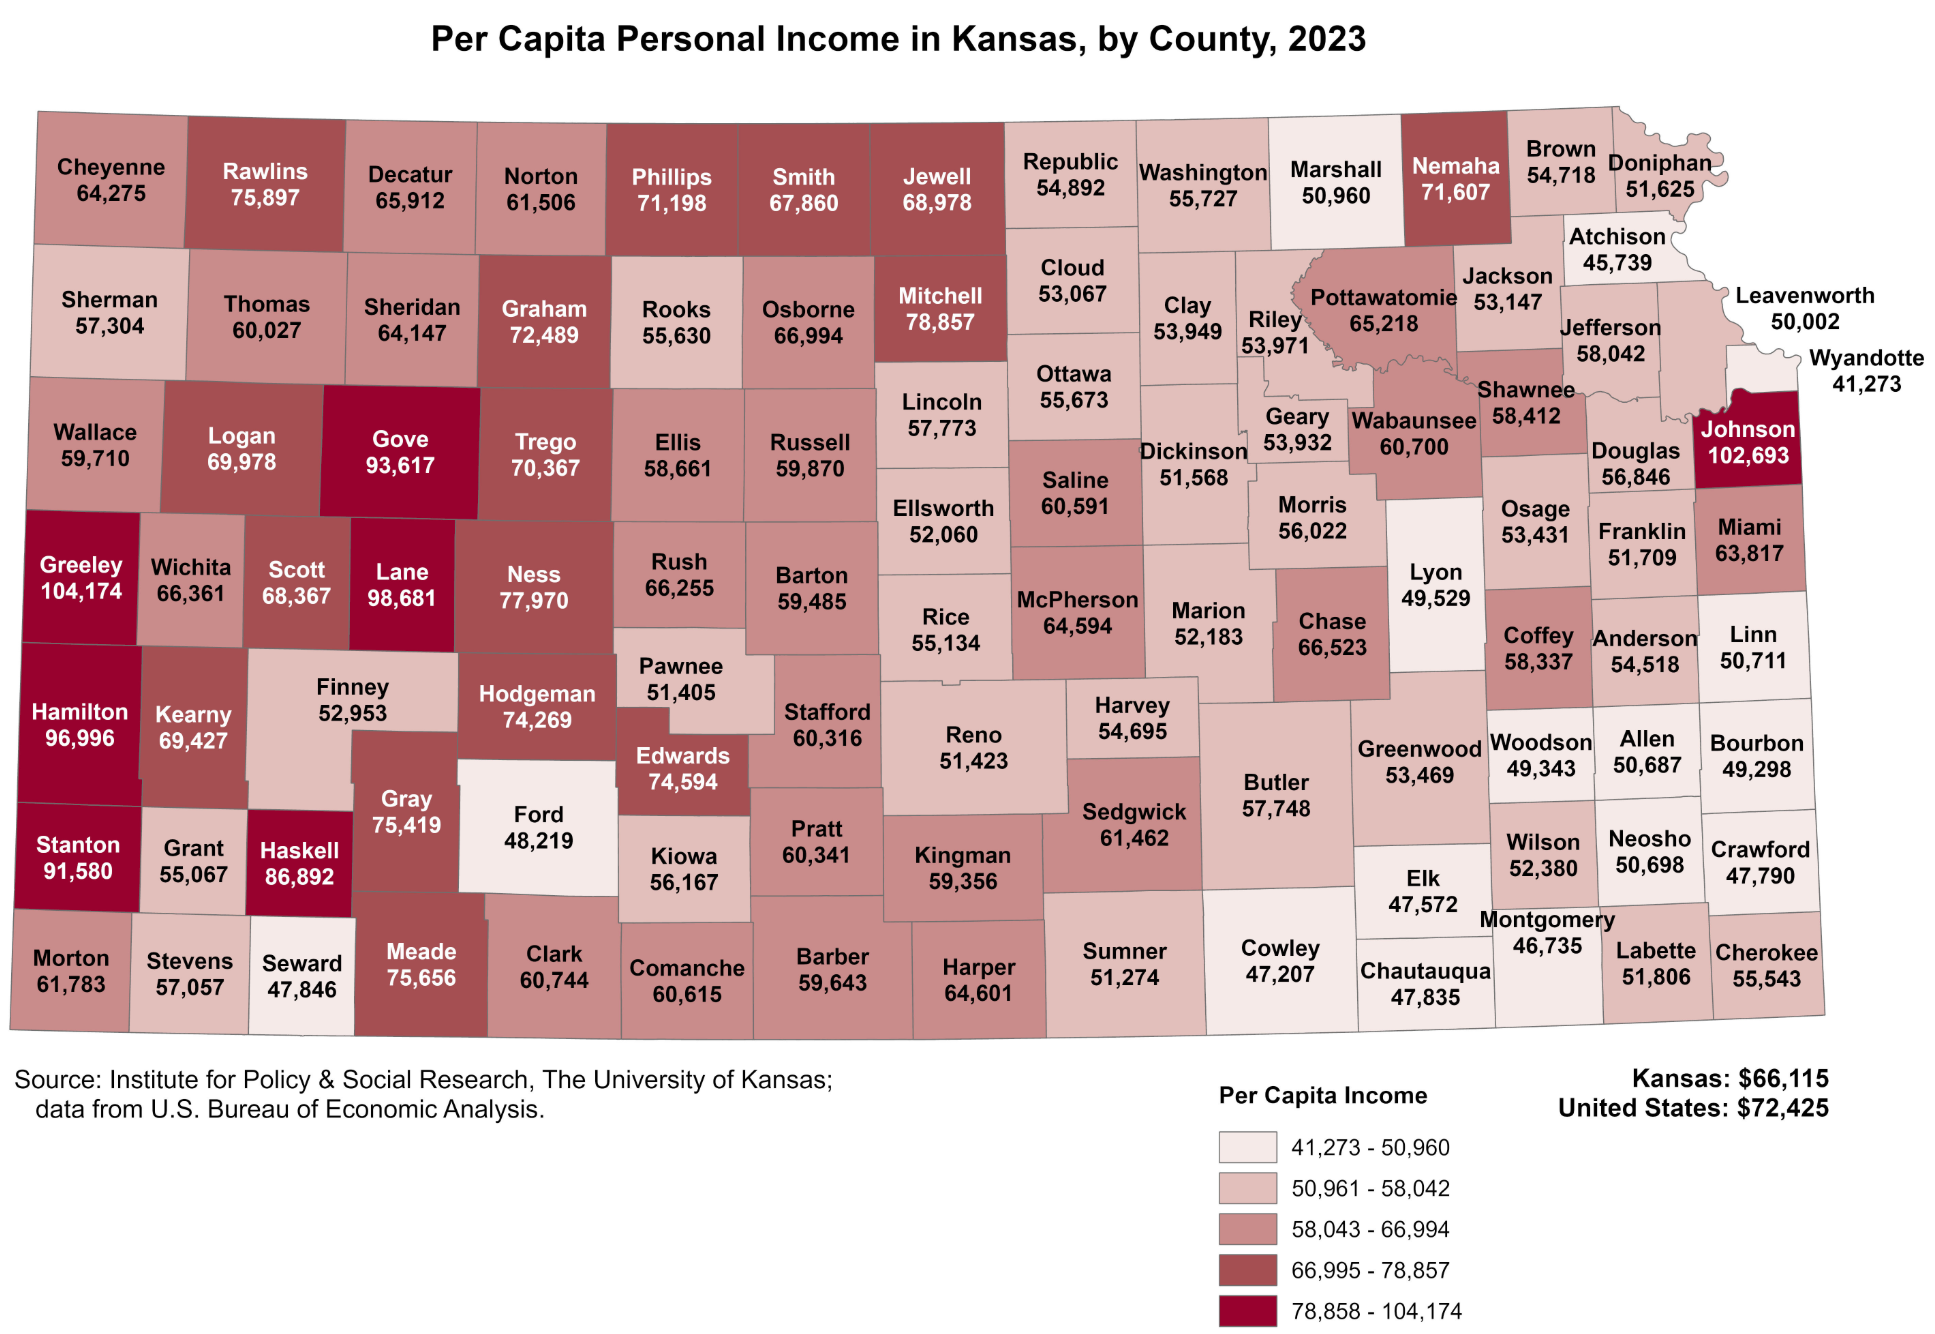 Per Capita Personal Income in Kansas, by County, 2023
Cheyenne
64,275
Rawlins
75,897
Decatur
65,912
Norton
61,506
Phillips
71,198
Smith
67,860
Jewell
68,978
Republic
54,892
Washington
55,727
Marshall
50,960
Nemaha
71,607
Brown
54,718
Doniphan
51,625
Atchison
45,739
Sherman
57,304
Thomas
60,027
Sheridan
64,147
Graham
72,489
Rooks
55,630
Osborne
66,994
Mitchell
78,857
Cloud
53,067
Clay
53,949
Riley
53,971
Pottawatomie
65,218
Jackson
53,147
Jefferson
58,042
Leavenworth
50,002
Wyandotte
41,273
Wallace
59,710
Logan
69,978
Gove
93,617
Trego
70,367
Ellis
58,661
Russell
59,870
Lincoln
57,773
Ottawa
55,673
Dickinson
51,568
Geary
53,932
Wabaunsee
60,700
Shawnee
58,412
Douglas
56,846
Johnson
102,693
Ellsworth
52,060
Saline
60,591
Morris
56,022
Osage
53,431
Franklin
51,709
Miami
63,817
Greeley
104,174
Wichita
66,361
Scott
68,367
Lane
98,681
Ness
77,970
Rush
66,255
Barton
59,485
Rice
55,134
McPherson
64,594
Marion
52,183
Chase
66,523
Lyon
49,529
Coffey
58,337
Anderson
54,518
Linn
50,711
Hamilton
96,996
Kearny
69,427
Finney
52,953
Hodgeman
74,269
Pawnee
51,405
Edwards
74,594
Stafford
60,316
Reno
51,423
Harvey
54,695
Sedgwick
61,462
Butler
57,748
Greenwood
53,469
Woodson
49,343
Allen
50,687
Bourbon
49,298
Stanton
91,580
Grant
55,067
Haskell
86,892
Gray
75,419
Ford
48,219
Kiowa
56,167
Pratt
60,341
Kingman
59,356
Elk
47,572
Wilson
52,380
Neosho
50,698
Crawford
47,790
Morton
61,783
Stevens
57,057
Seward
47,846
Meade
75,656
Clark
60,744
Comanche
60,615
Barber
59,643
Harper
64,601
Sumner
51,274
Cowley
47,207
Chautauqua
47,835
Montgomery
46,735
Labette
51,806
Cherokee
55,543
Source: Institute for Policy & Social Research, The University of Kansas;
data from U.S. Bureau of Economic Analysis.
Kansas: $66,115
United States: $72,425
Per Capita Income
41,273 - 50,960
50,961 - 58,042
58,043 - 66,994
66,995 - 78,857
78,858 - 104,174